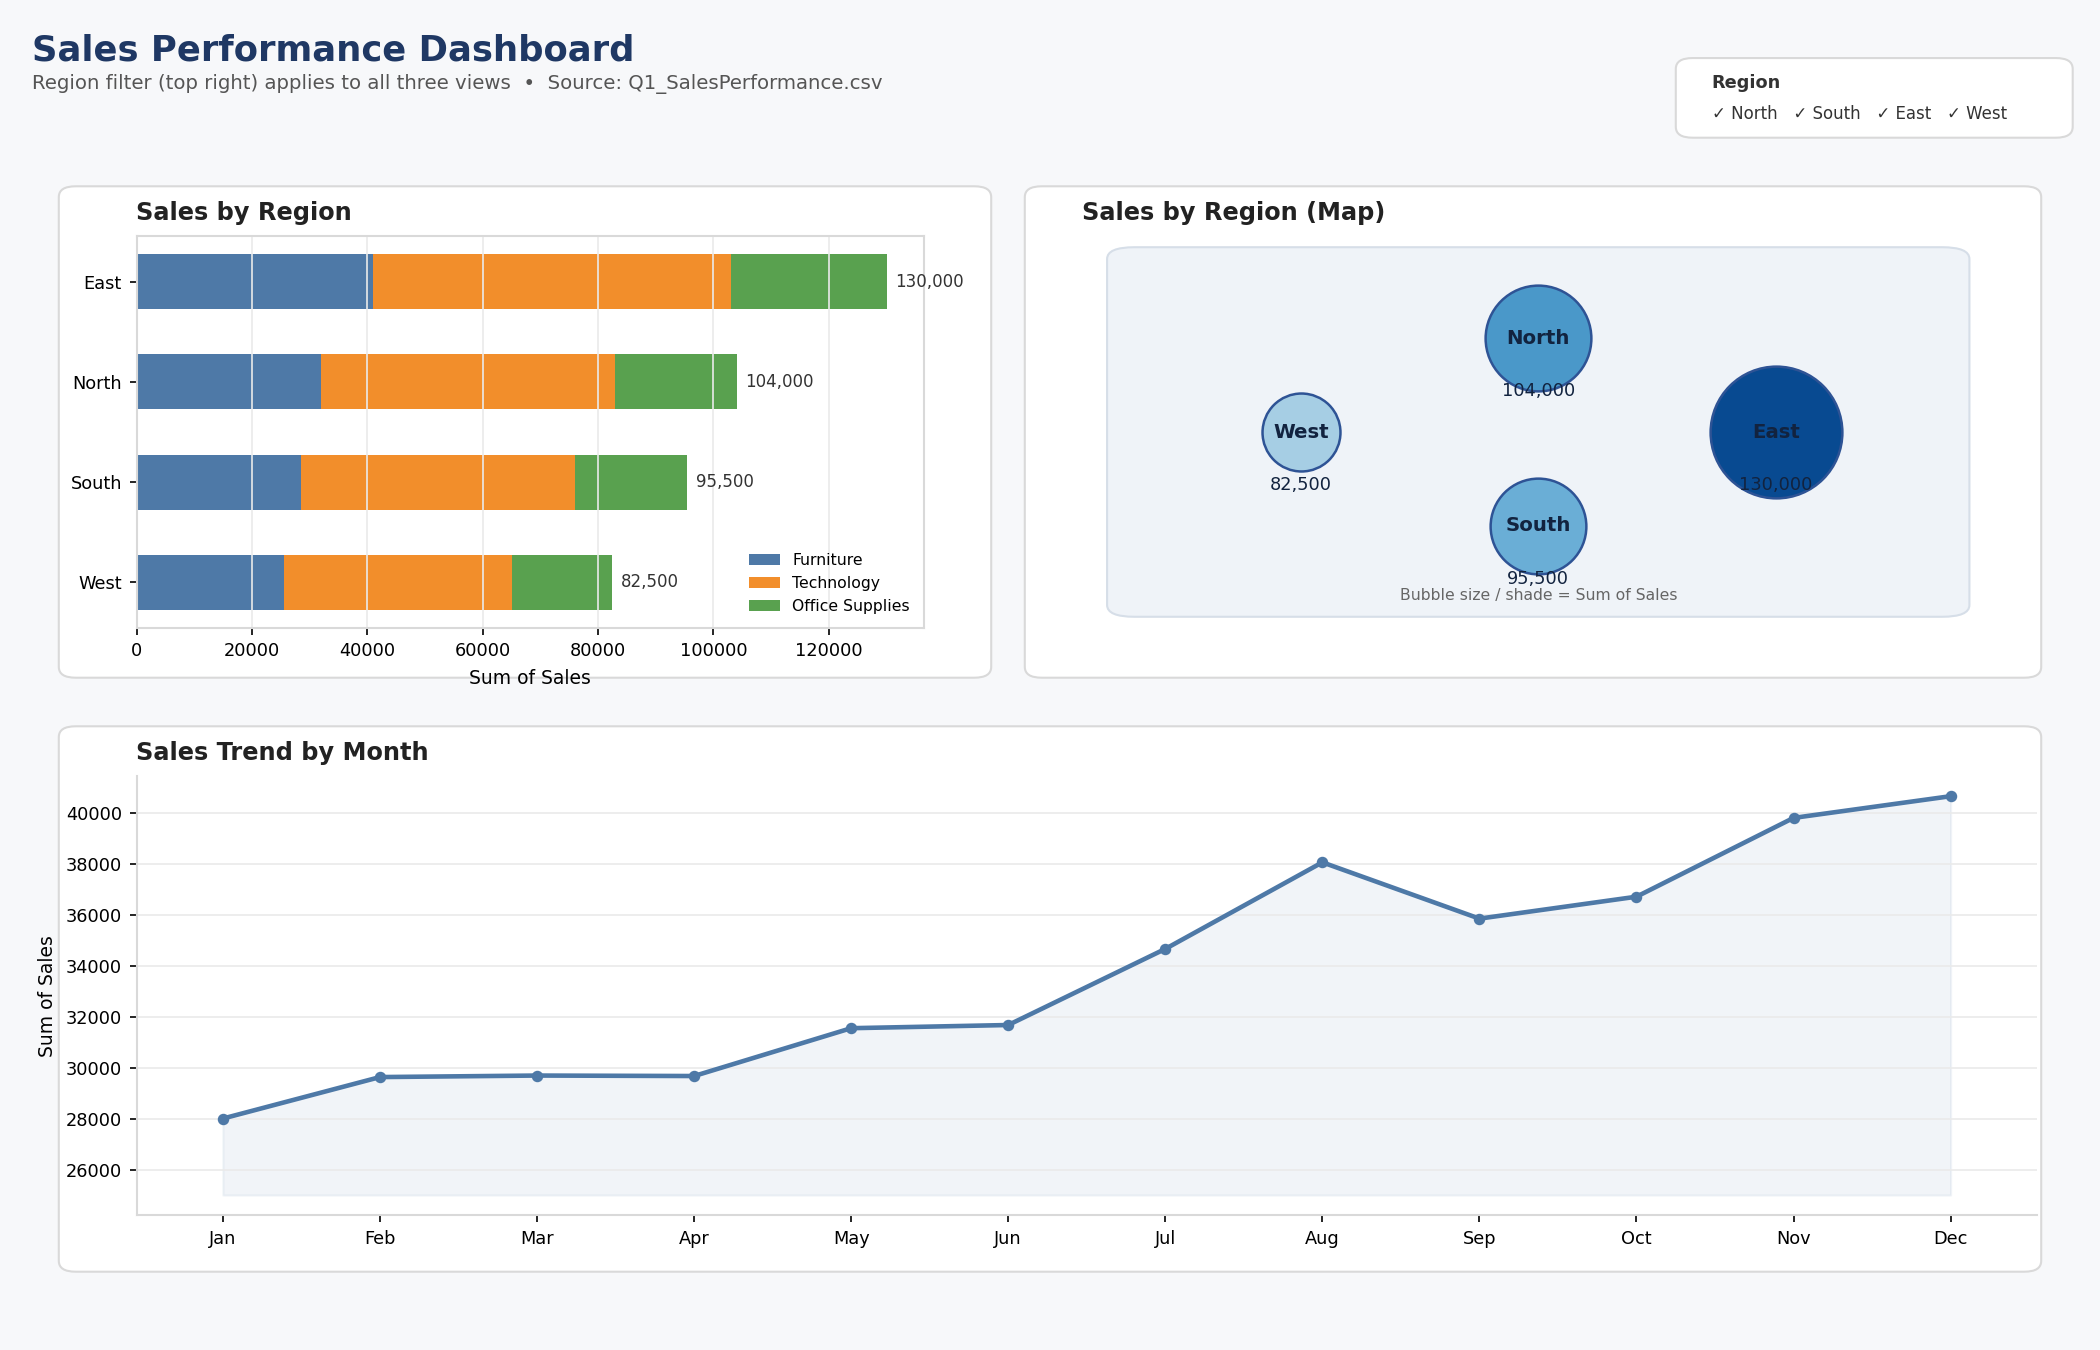 Sales Performance Dashboard
Region filter (top right) applies to all three views • Source: Q1_SalesPerformance.csv
Region
✓ North ✓ South ✓ East ✓ West
Sales by Region
East
130,000
North
104,000
South
95,500
West
82,500
Furniture
Technology
Office Supplies
0 20000 40000 60000 80000 100000 120000
Sum of Sales
Sales by Region (Map)
North
104,000
West
82,500
East
130,000
South
95,500
Bubble size / shade = Sum of Sales
Sales Trend by Month
Sum of Sales
40000
38000
36000
34000
32000
30000
28000
26000
Jan Feb Mar Apr May Jun Jul Aug Sep Oct Nov Dec